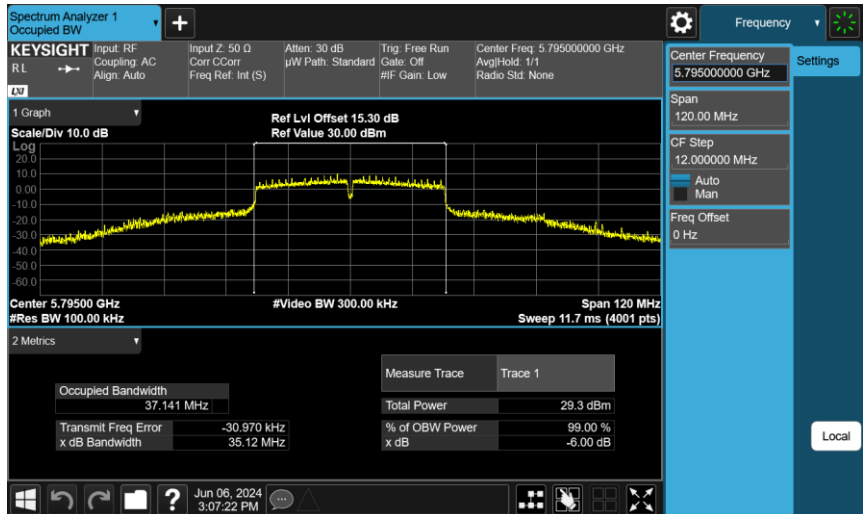 Spectrum Analyzer 1
Occupied BW
Frequency
KEYSIGHT
RL
LXI
Input: RF
Coupling: AC
Align: Auto
Input Z: 50 Ω
Corr CCorr
Freq Ref: Int (S)
Atten: 30 dB
µW Path: Standard
Trig: Free Run
Gate: Off
#IF Gain: Low
Center Freq: 5.795000000 GHz
Avg|Hold: 1/1
Radio Std: None
Center Frequency
5.795000000 GHz
Settings
Span
120.00 MHz
CF Step
12.000000 MHz
Auto
Man
Freq Offset
0 Hz
Local
1 Graph
Scale/Div 10.0 dB
Ref Lvl Offset 15.30 dB
Ref Value 30.00 dBm
Log
20.0
10.0
0.00
-10.0
-20.0
-30.0
-40.0
-50.0
-60.0
Center 5.79500 GHz
#Video BW 300.00 kHz
Span 120 MHz
#Res BW 100.00 kHz
Sweep 11.7 ms (4001 pts)
2 Metrics
Measure Trace Trace 1
Occupied Bandwidth
37.141 MHz
Total Power 29.3 dBm
Transmit Freq Error -30.970 kHz
% of OBW Power 99.00 %
x dB Bandwidth 35.12 MHz
x dB -6.00 dB
?
Jun 06, 2024
3:07:22 PM